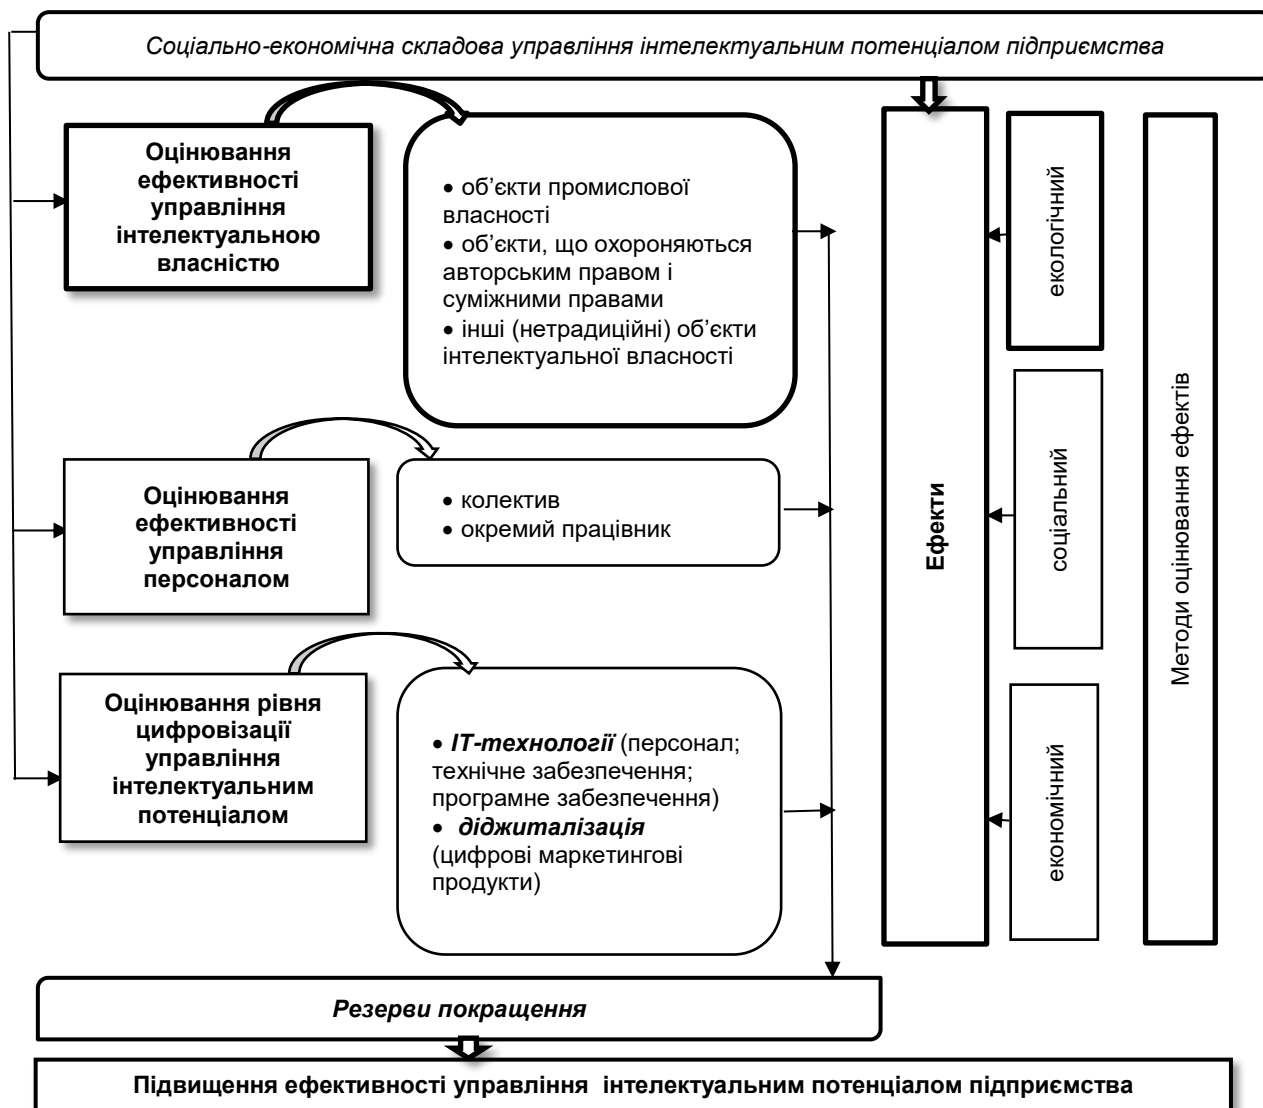 Соціально-економічна складова управління інтелектуальним потенціалом підприємства
Оцінювання
ефективності
управління
інтелектуальною
власністю
• об’єкти промислової
власності
• об’єкти, що охороняються
авторським правом і
суміжними правами
• інші (нетрадиційні) об’єкти
інтелектуальної власності
Оцінювання
ефективності
управління
персоналом
• колектив
• окремий працівник
Оцінювання рівня
цифровізації
управління
інтелектуальним
потенціалом
• ІТ-технології (персонал;
технічне забезпечення;
програмне забезпечення)
• діджиталізація
(цифрові маркетингові
продукти)
Ефекти
екологічний
соціальний
економічний
Методи оцінювання ефектів
Резерви покращення
Підвищення ефективності управління інтелектуальним потенціалом підприємства